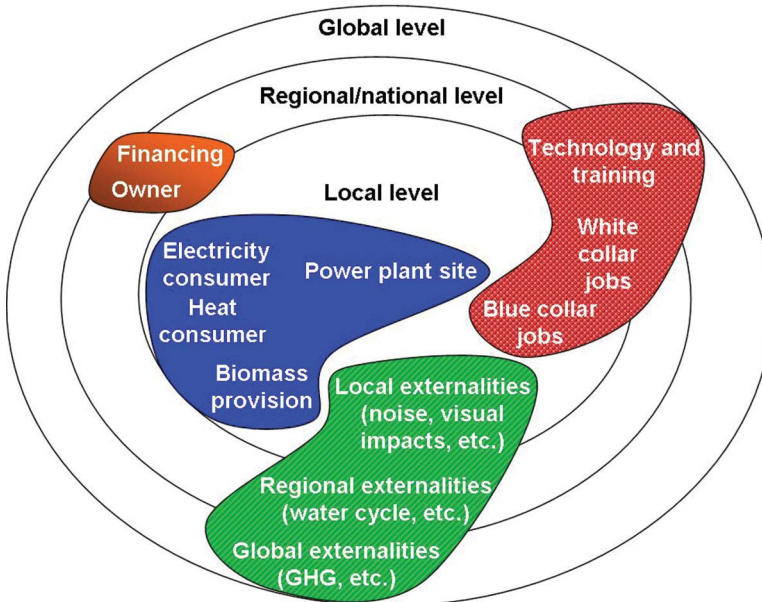 Global level
Regional/national level
Financing
Owner
Technology and
training
Local level
White
collar
jobs
Electricity
consumer
Power plant site
Heat
consumer
Blue collar
jobs
Biomass
provision
Local externalities
(noise, visual
impacts, etc.)
Regional externalities
(water cycle, etc.)
Global externalities
(GHG, etc.)